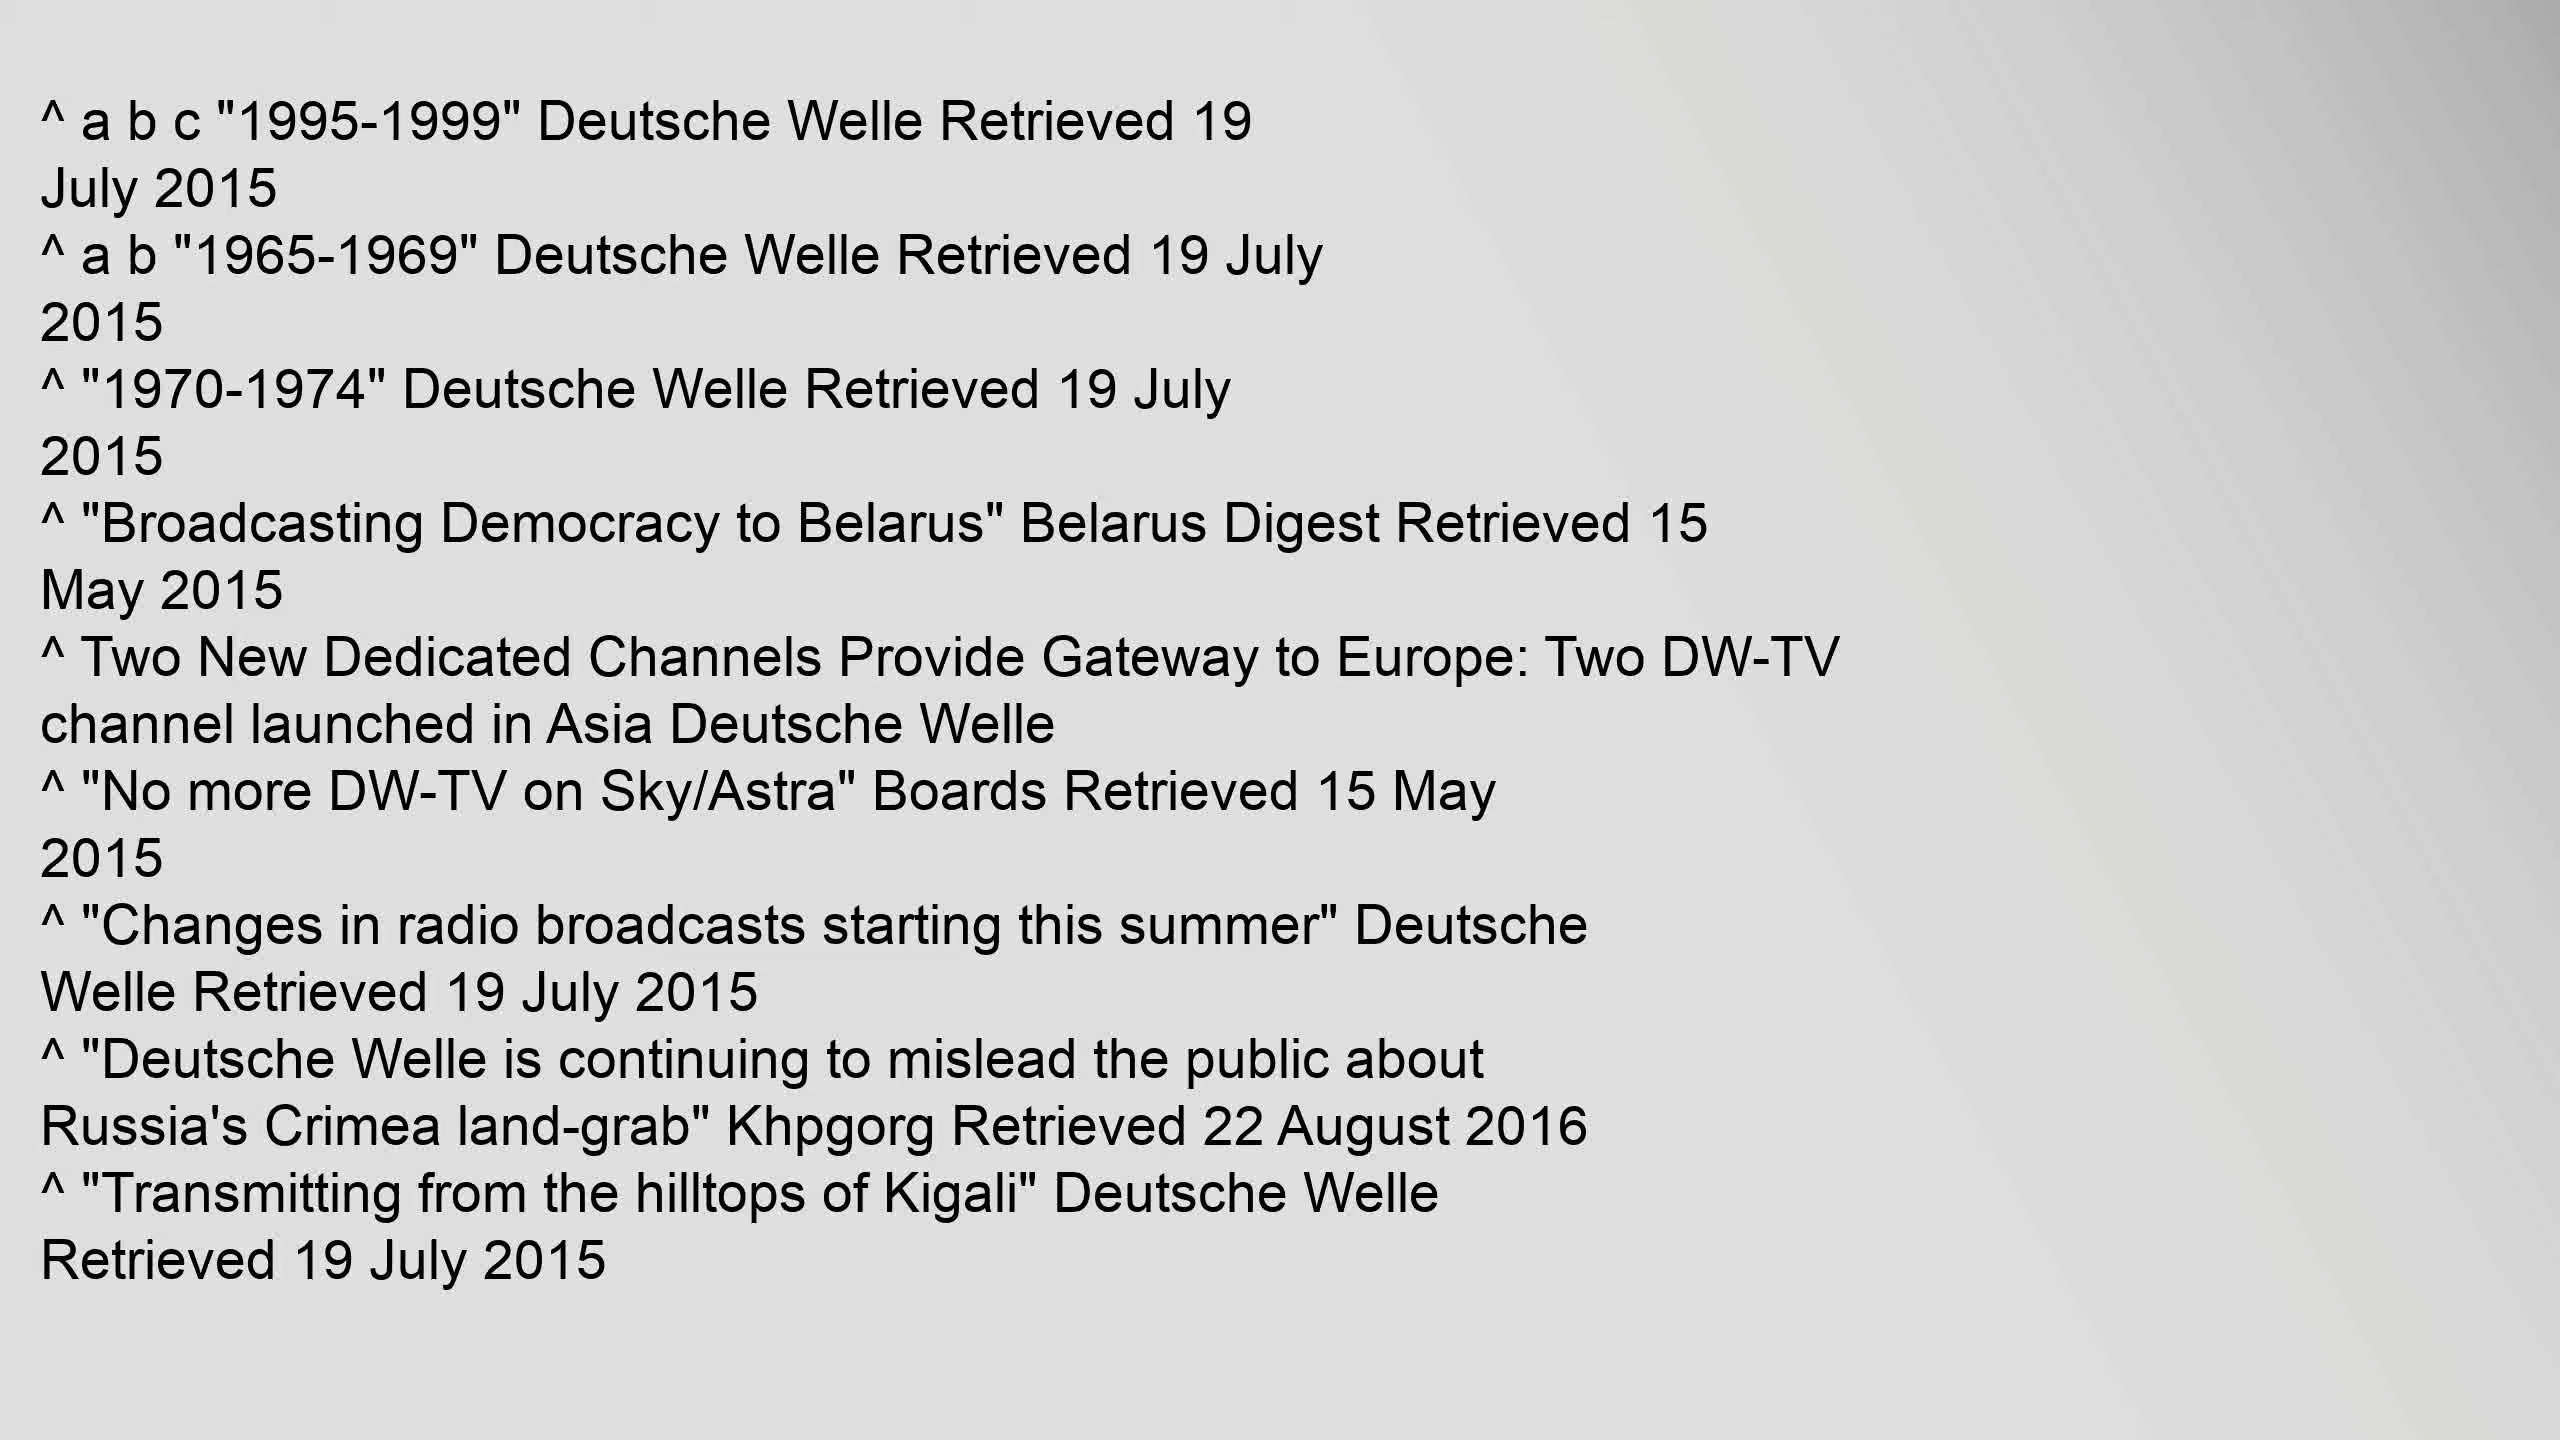 ^ a b c "1995-1999" Deutsche Welle Retrieved 19
July 2015
^ a b "1965-1969" Deutsche Welle Retrieved 19 July
2015
^ "1970-1974" Deutsche Welle Retrieved 19 July
2015
^ "Broadcasting Democracy to Belarus" Belarus Digest Retrieved 15
May 2015
^ Two New Dedicated Channels Provide Gateway to Europe: Two DW-TV
channel launched in Asia Deutsche Welle
^ "No more DW-TV on Sky/Astra" Boards Retrieved 15 May
2015
^ "Changes in radio broadcasts starting this summer" Deutsche
Welle Retrieved 19 July 2015
^ "Deutsche Welle is continuing to mislead the public about
Russia's Crimea land-grab" Khpgorg Retrieved 22 August 2016
^ "Transmitting from the hilltops of Kigali" Deutsche Welle
Retrieved 19 July 2015